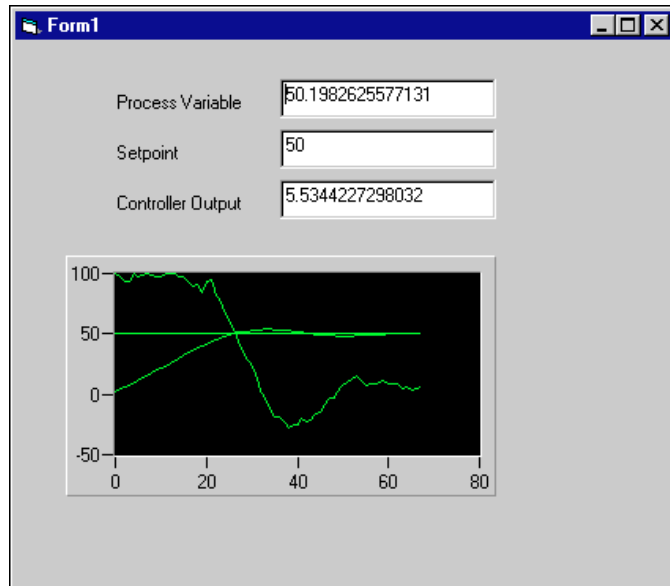 Form1
Process Variable 50.1982625577131
Setpoint 50
Controller Output 5.5344227298032
100
50
0
-50
0 20 40 60 80